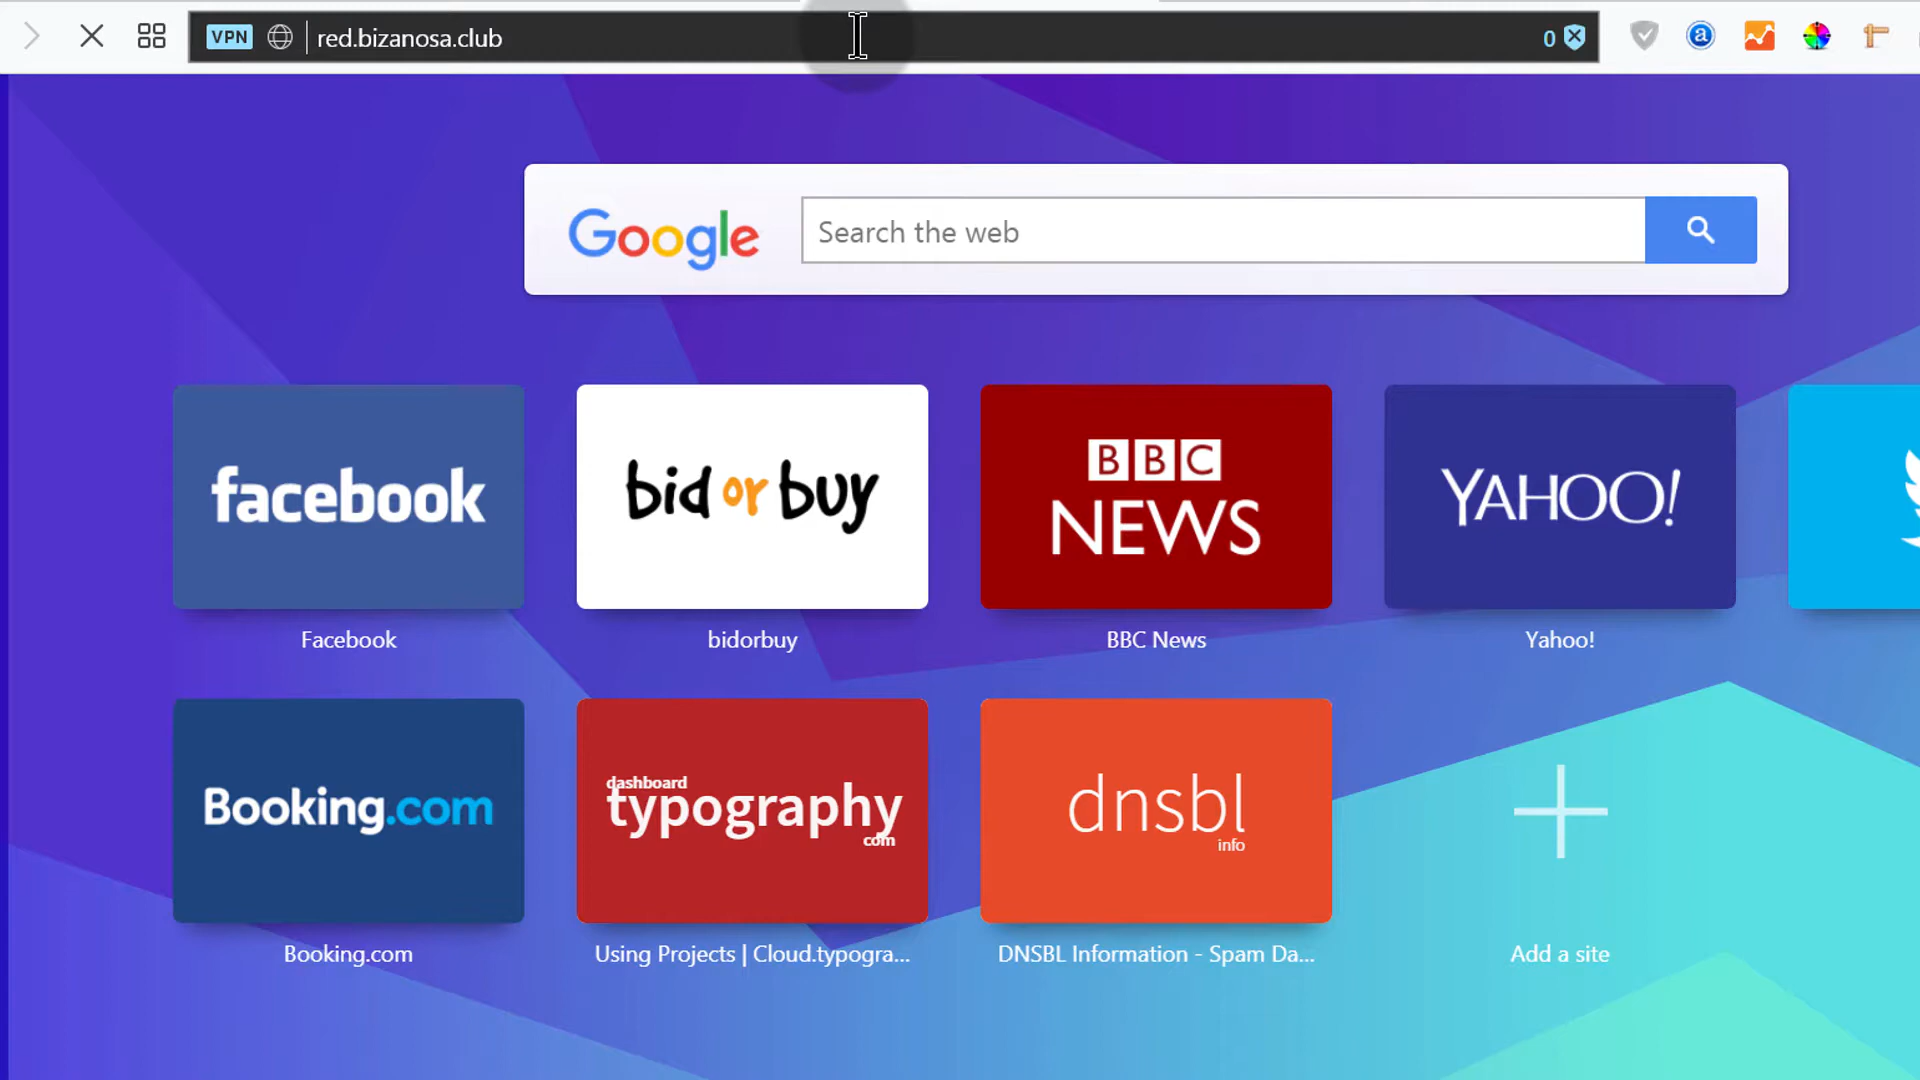 VPN red.bizanosa.club 0 a
Google Search the web
facebook
bid or buy
BBC
NEWS
YAHOO!
Facebook
bidorbuy
BBC News
Yahoo!
Booking.com
dashboard
typography
com
dnsbl
info
Booking.com
Using Projects | Cloud.typogra...
DNSBL Information - Spam Da...
Add a site